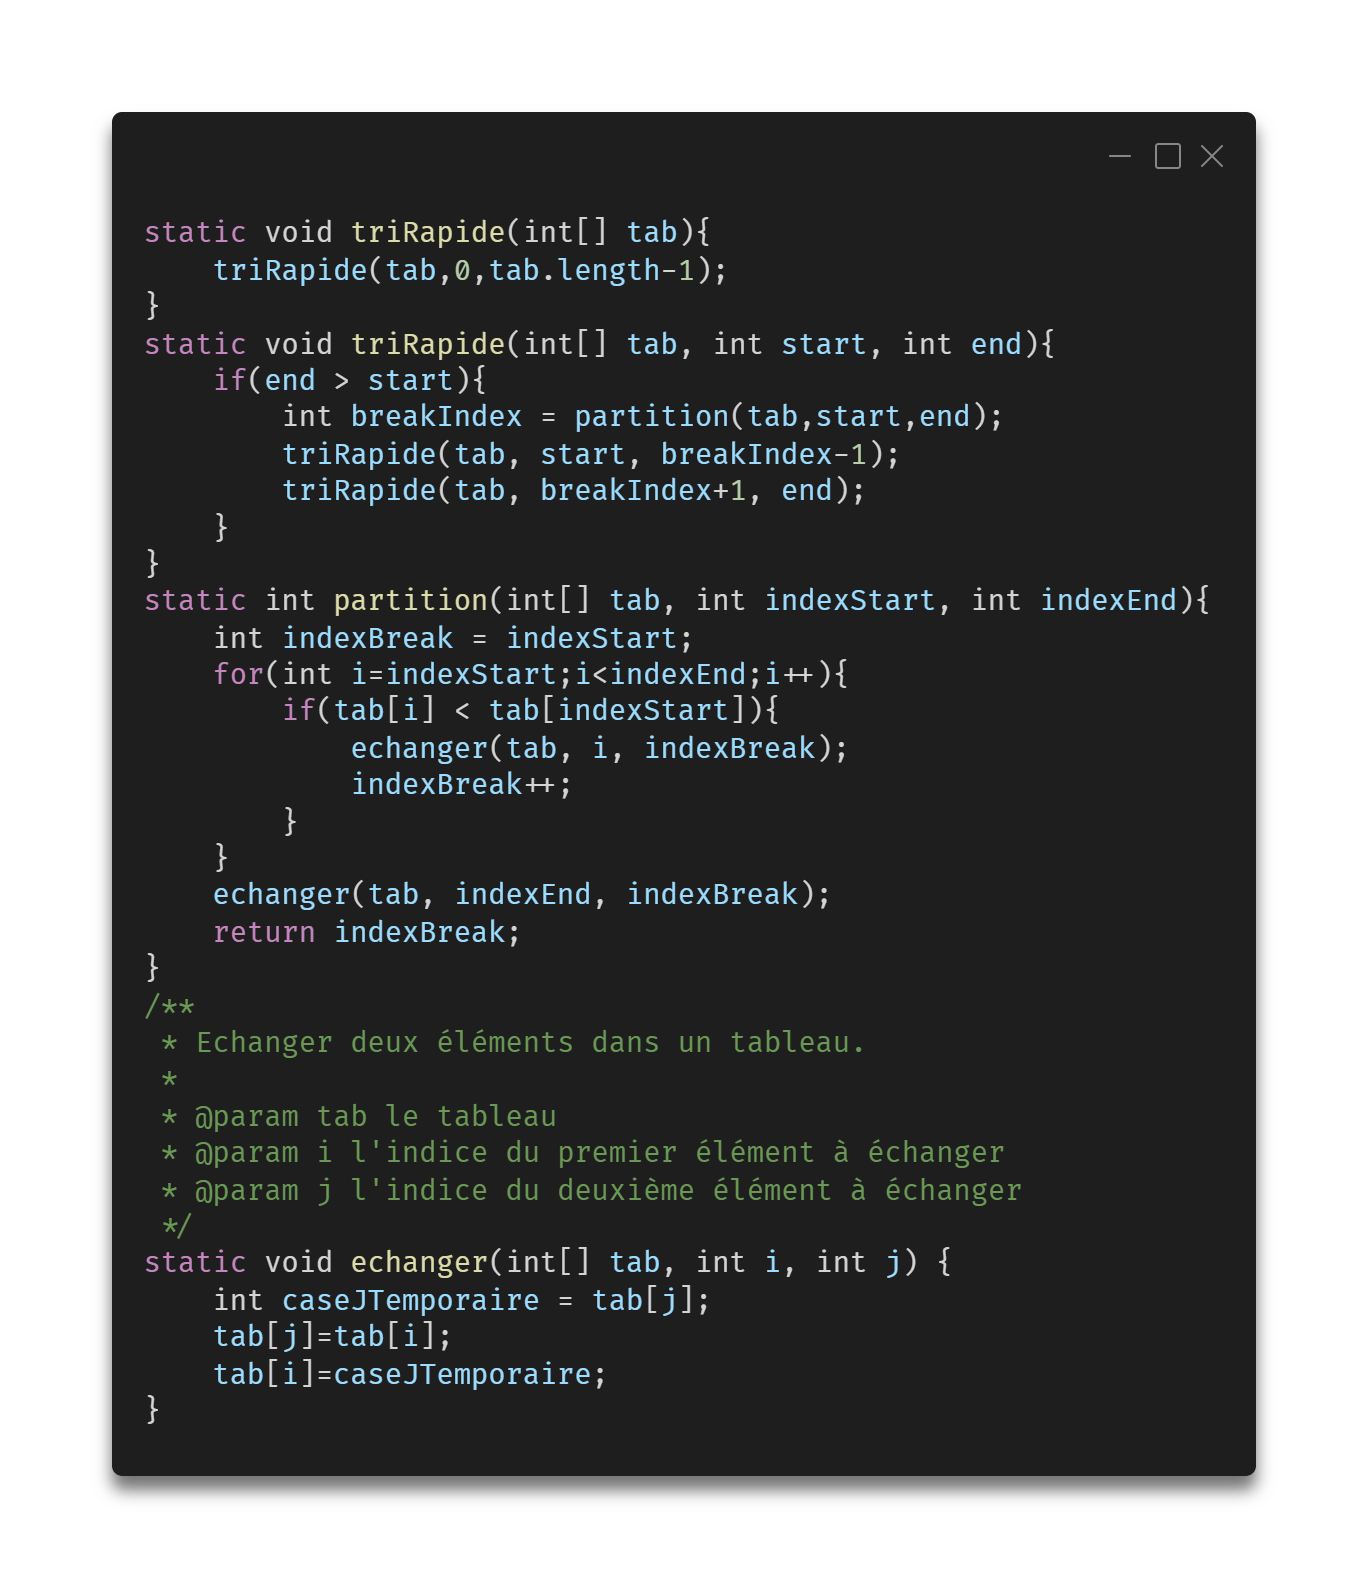 static void triRapide(int[] tab){
    triRapide(tab,0,tab.length-1);
}
static void triRapide(int[] tab, int start, int end){
    if(end > start){
        int breakIndex = partition(tab,start,end);
        triRapide(tab, start, breakIndex-1);
        triRapide(tab, breakIndex+1, end);
    }
}
static int partition(int[] tab, int indexStart, int indexEnd){
    int indexBreak = indexStart;
    for(int i=indexStart;i<indexEnd;i++){
        if(tab[i] < tab[indexStart]){
            echanger(tab, i, indexBreak);
            indexBreak++;
        }
    }
    echanger(tab, indexEnd, indexBreak);
    return indexBreak;
}
/**
 * Echanger deux éléments dans un tableau.
 *
 * @param tab le tableau
 * @param i l'indice du premier élément à échanger
 * @param j l'indice du deuxième élément à échanger
 */
static void echanger(int[] tab, int i, int j) {
    int caseJTemporaire = tab[j];
    tab[j]=tab[i];
    tab[i]=caseJTemporaire;
}